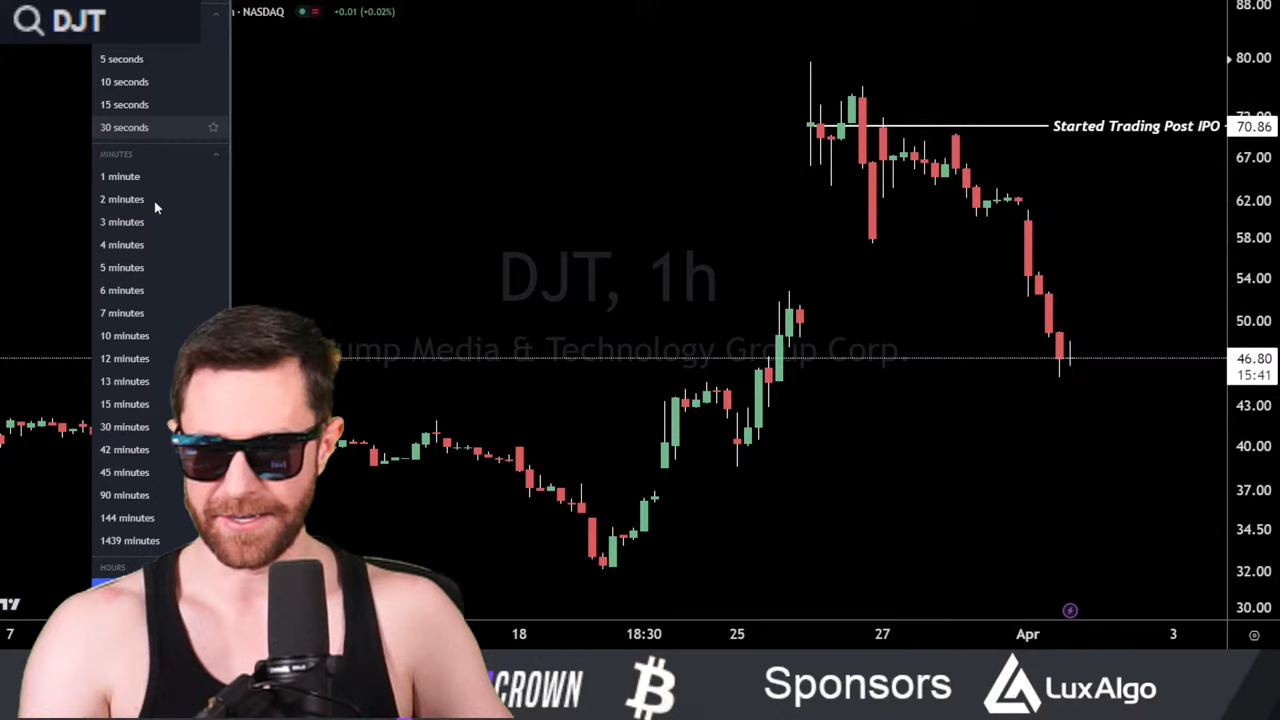 DJT
· NASDAQ
+0.01 (+0.02%)
5 seconds
10 seconds
15 seconds
30 seconds
MINUTES
1 minute
2 minutes
3 minutes
4 minutes
5 minutes
6 minutes
7 minutes
10 minutes
12 minutes
13 minutes
15 minutes
30 minutes
42 minutes
45 minutes
90 minutes
144 minutes
1439 minutes
HOURS
DJT, 1h
ump Media & Technology Group Corp.
Started Trading Post IPO
88.00
80.00
70.86
67.00
62.00
58.00
54.00
50.00
46.80
15:41
43.00
40.00
37.00
34.50
32.00
30.00
7
18
18:30
25
27
Apr
3
CROWN
Sponsors
LuxAlgo